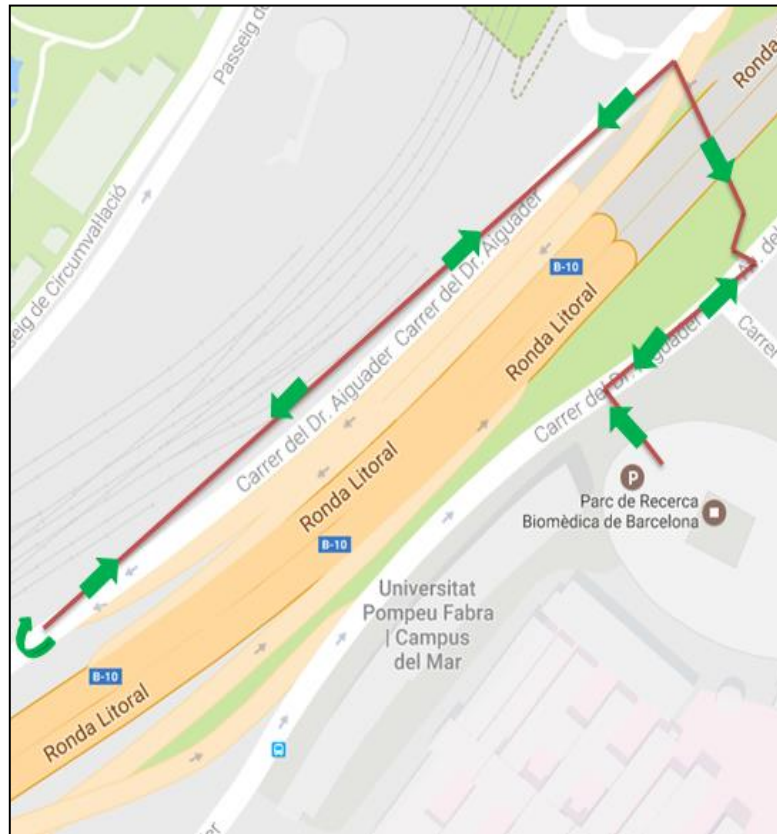 Passeig de
Ronda
Passeig de Circumval·lació
Carrer del Dr. Aiguader
B-10
Ronda Litoral
Av. del
Carrer
Carrer del Dr. Aiguader
Ronda Litoral
Carrer del Dr. Aiguader
B-10
P
Parc de Recerca
Biomèdica de Barcelona
Universitat
Pompeu Fabra
| Campus
del Mar
B-10
Ronda Litoral